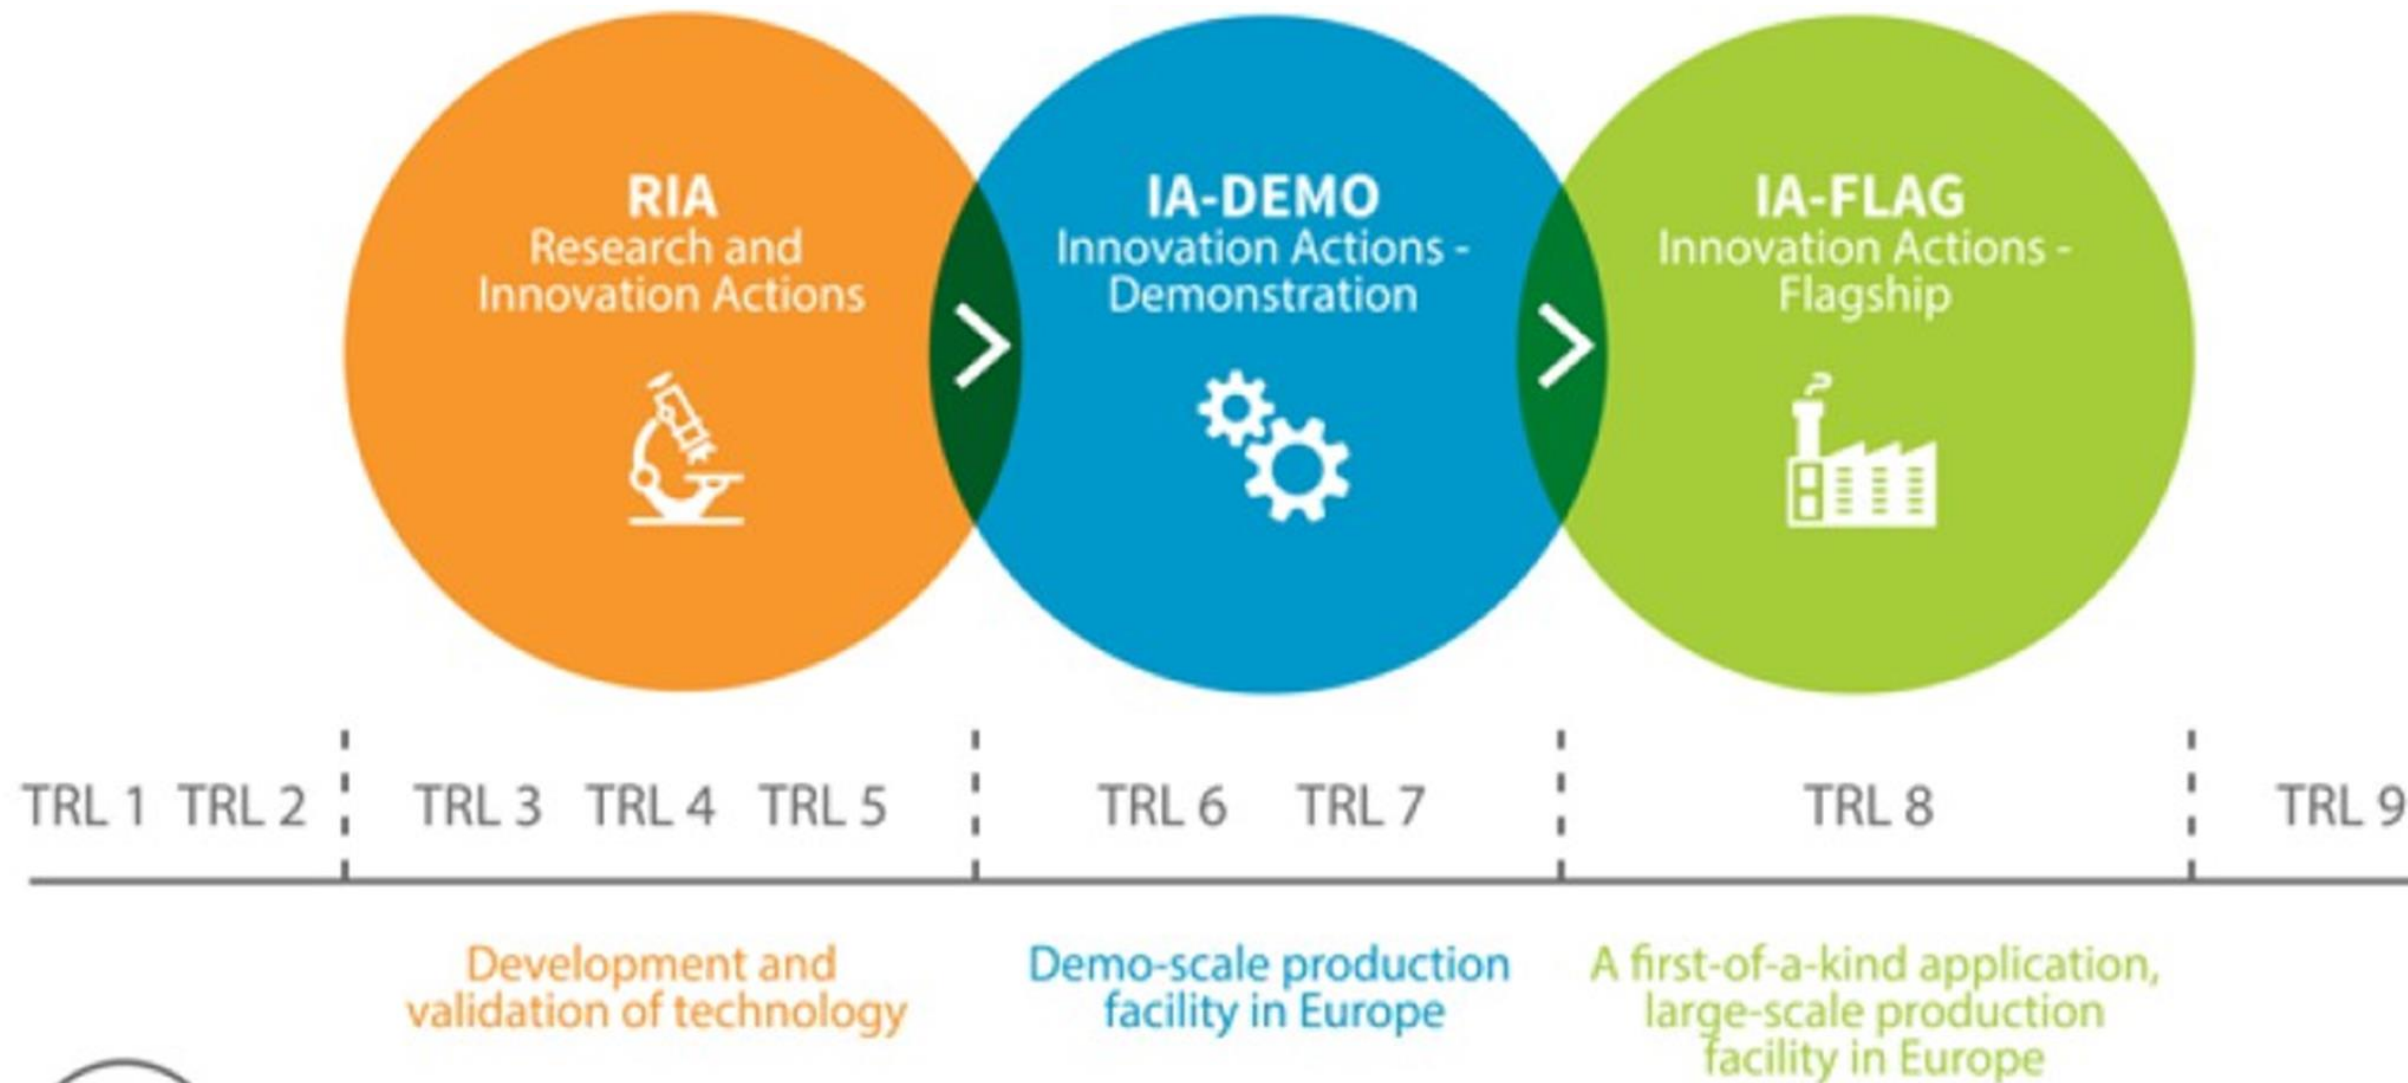 RIA
Research and
Innovation Actions
IA-DEMO
Innovation Actions -
Demonstration
IA-FLAG
Innovation Actions -
Flagship
TRL 1 TRL 2 TRL 3 TRL 4 TRL 5 TRL 6 TRL 7 TRL 8 TRL 9
Development and
validation of technology
Demo-scale production
facility in Europe
A first-of-a-kind application,
large-scale production
facility in Europe